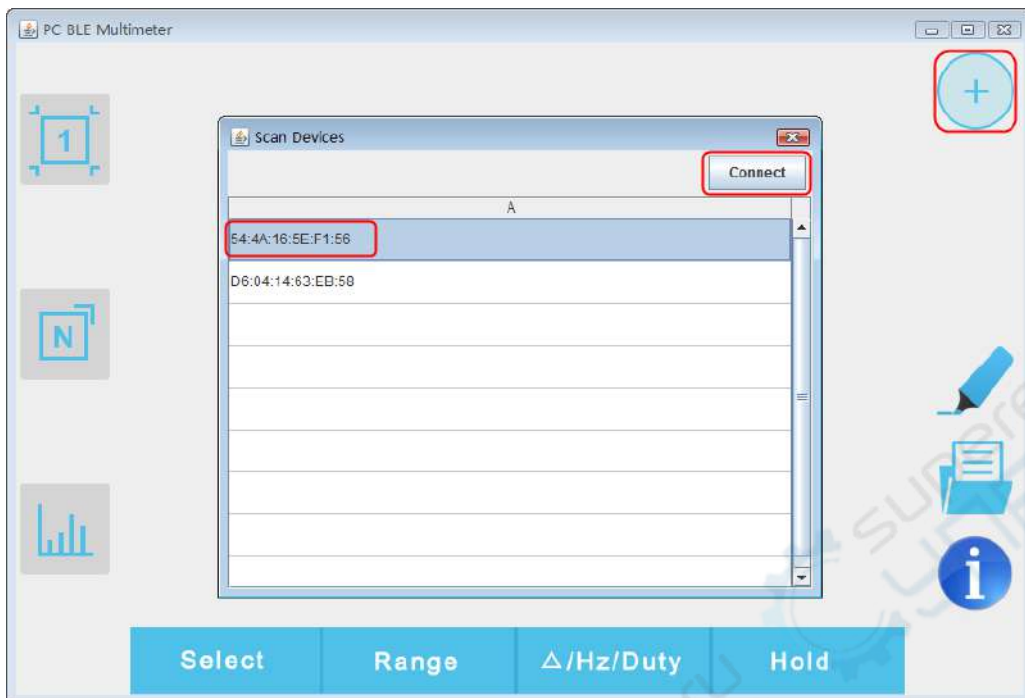 PC BLE Multimeter
+
1
Scan Devices
Connect
A
54:4A:16:5E:F1:56
D6:04:14:63:EB:58
N
i
Select Range △/Hz/Duty Hold